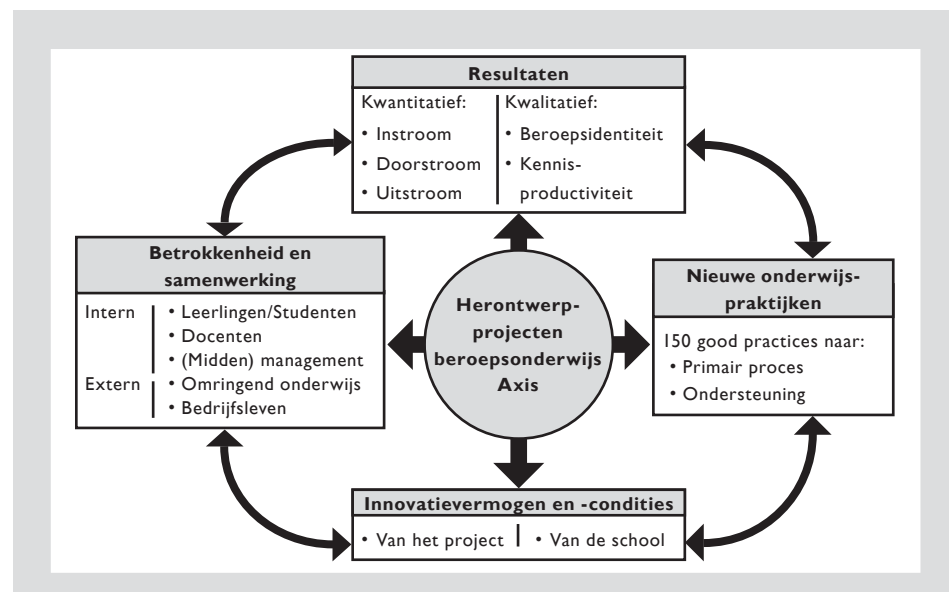 Resultaten
Kwantitatief:
• Instroom
• Doorstroom
• Uitstroom
Kwalitatief:
• Beroepsidentiteit
• Kennis-
productiviteit
Betrokkenheid en
samenwerking
Intern
• Leerlingen/Studenten
• Docenten
• (Midden) management
Extern
• Omringend onderwijs
• Bedrijfsleven
Herontwerp-
projecten
beroepsonderwijs
Axis
Nieuwe onderwijs-
praktijken
150 good practices naar:
• Primair proces
• Ondersteuning
Innovatievermogen en -condities
• Van het project
• Van de school